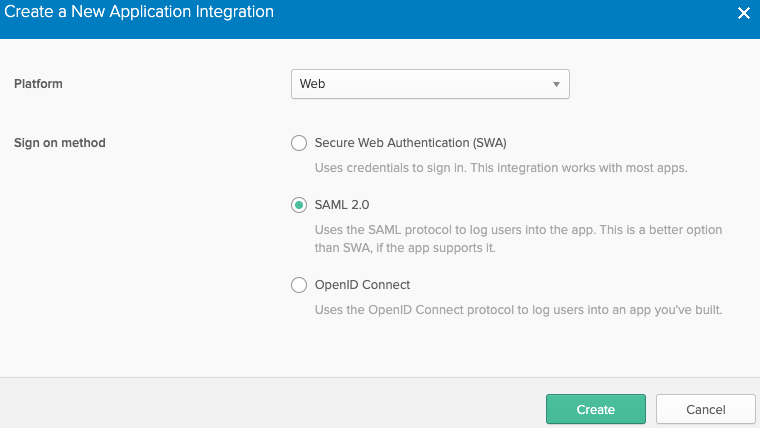 Create a New Application Integration
Platform
Web
Sign on method
Secure Web Authentication (SWA)
Uses credentials to sign in. This integration works with most apps.
SAML 2.0
Uses the SAML protocol to log users into the app. This is a better option
than SWA, if the app supports it.
OpenID Connect
Uses the OpenID Connect protocol to log users into an app you've built.
Create
Cancel